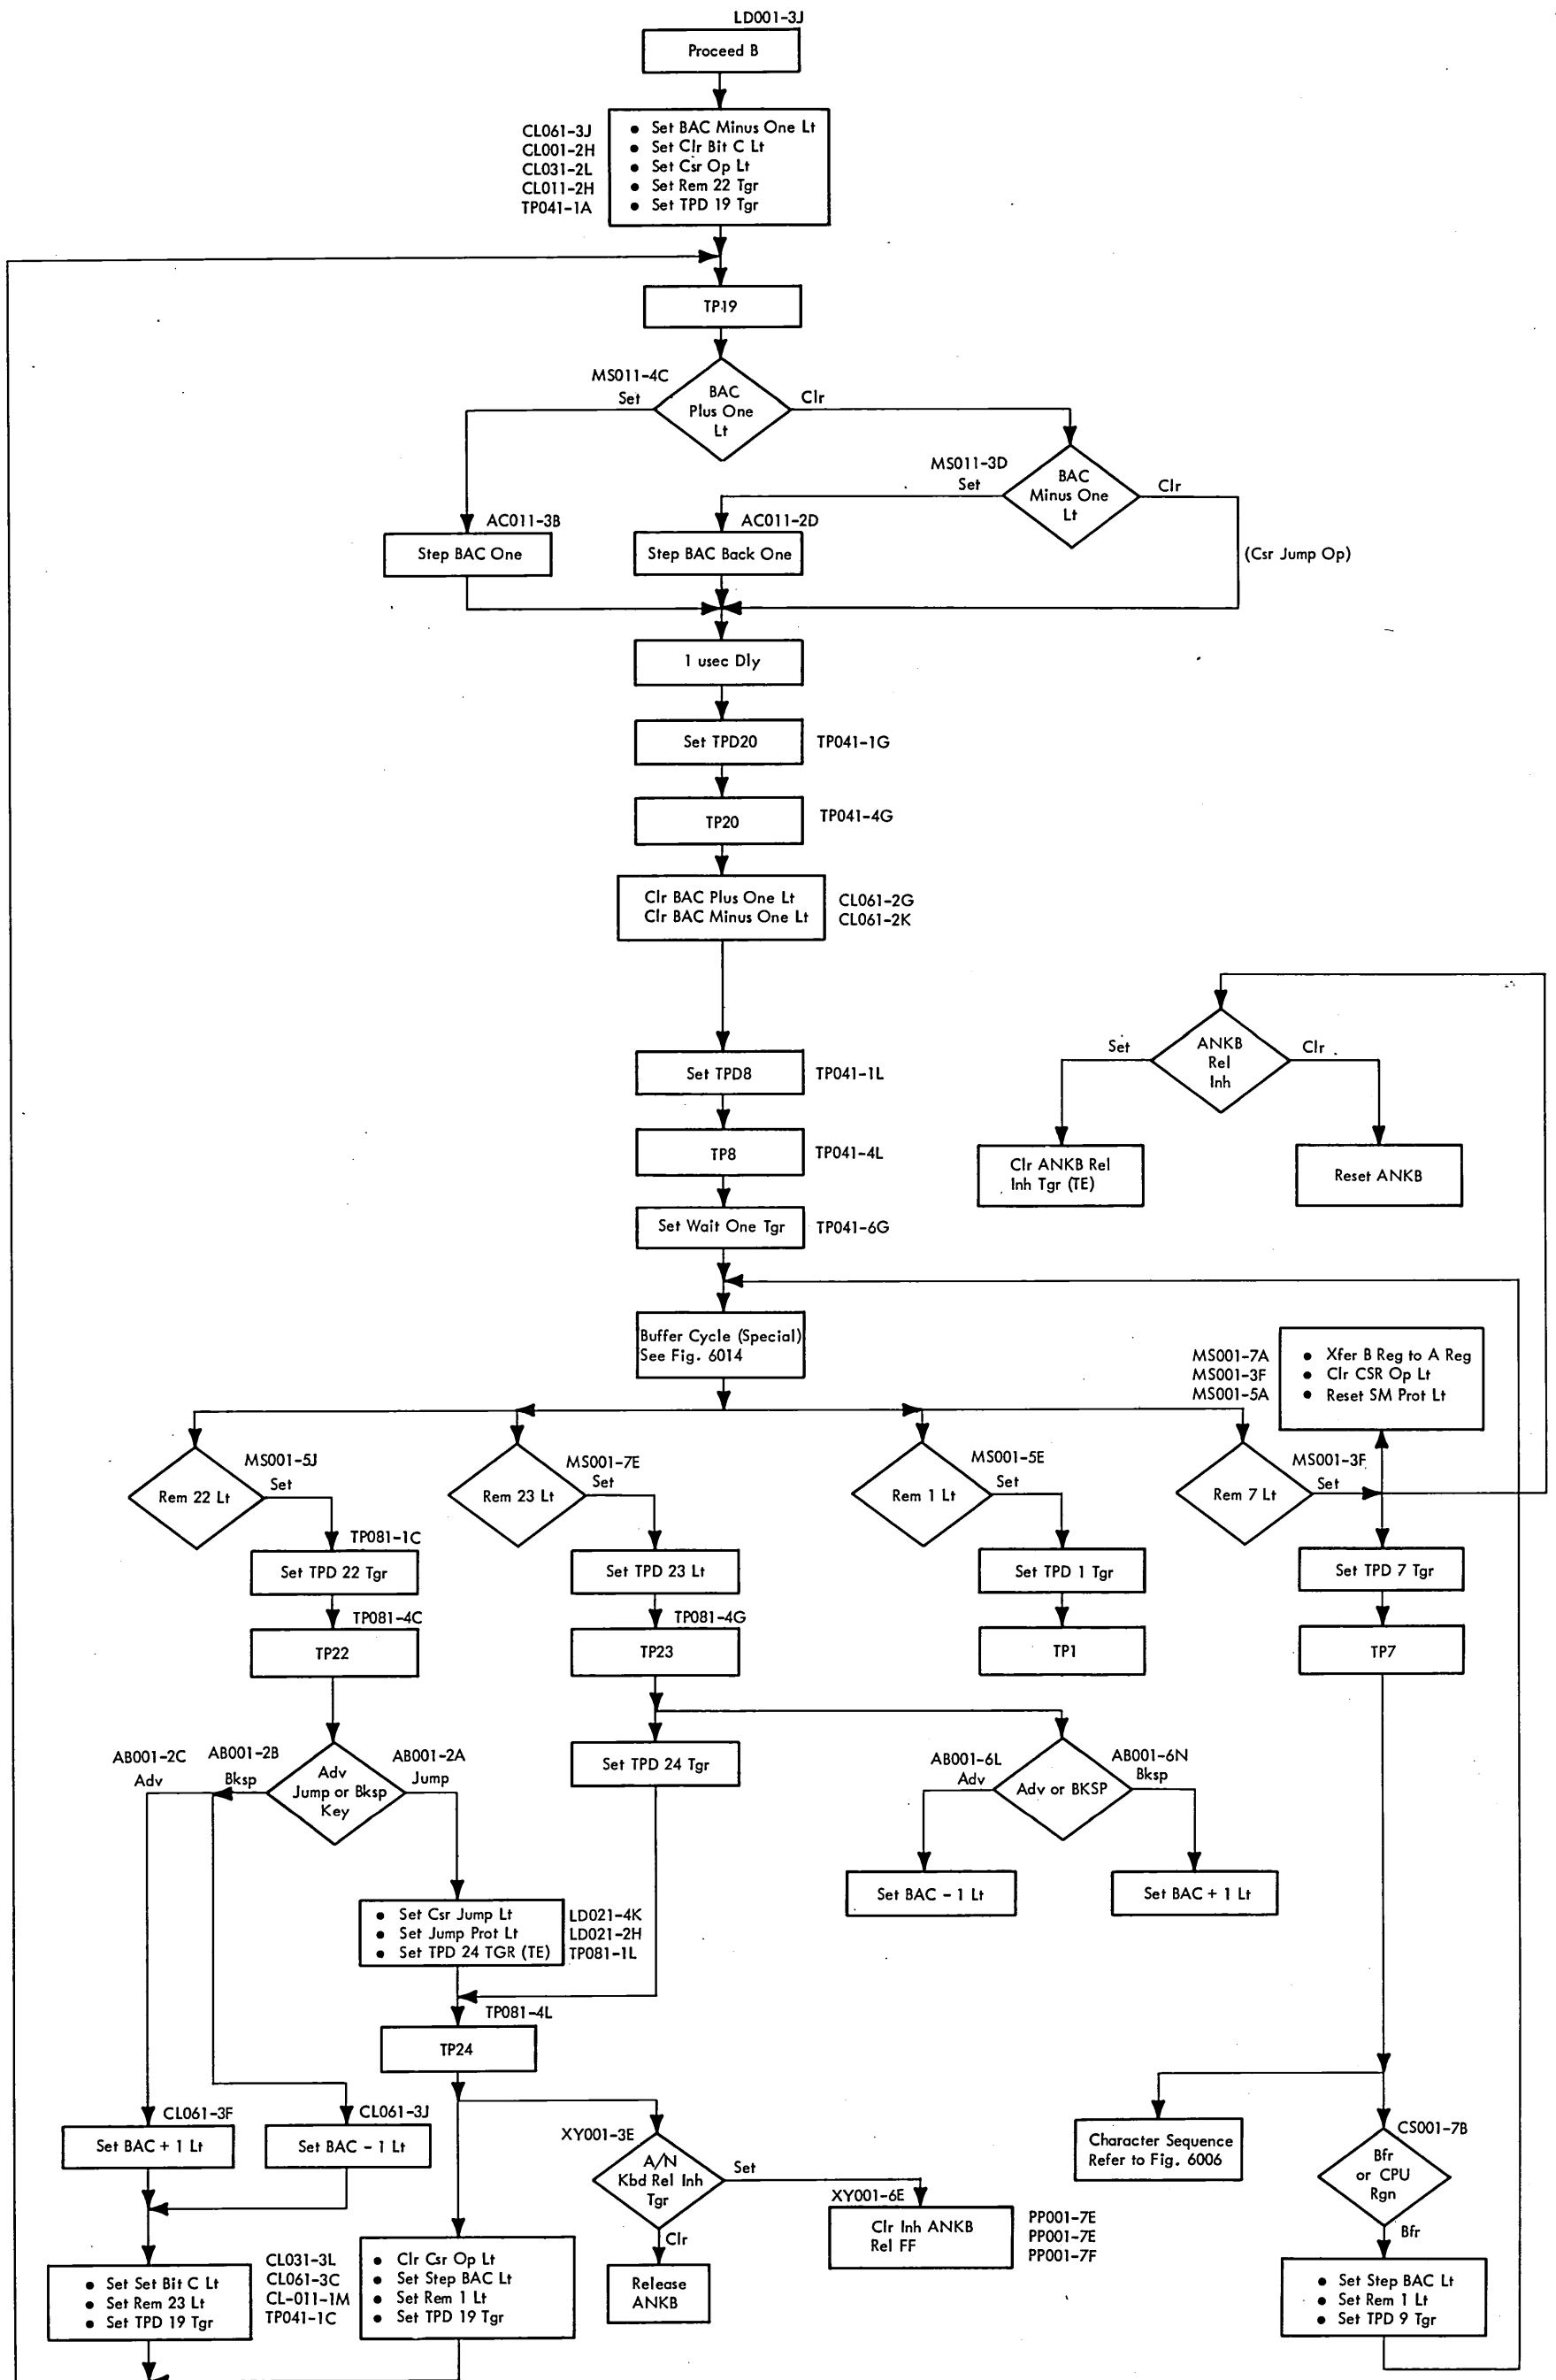 LD001-3J
Proceed B
CL061-3J
CL001-2H
CL031-2L
CL011-2H
TP041-1A
• Set BAC Minus One Lt
• Set Clr Bit C Lt
• Set Csr Op Lt
• Set Rem 22 Tgr
• Set TPD 19 Tgr
TP19
MS011-4C
Set
BAC
Plus One
Lt
Clr
MS011-3D
Set
BAC
Minus One
Lt
Clr
AC011-3B
Step BAC One
AC011-2D
Step BAC Back One
(Csr Jump Op)
1 usec Dly
Set TPD20
TP041-1G
TP20
TP041-4G
Clr BAC Plus One Lt
Clr BAC Minus One Lt
CL061-2G
CL061-2K
Set TPD8
TP041-1L
TP8
TP041-4L
Set Wait One Tgr
TP041-6G
Set
ANKB
Rel
Inh
Clr
Clr ANKB Rel
Inh Tgr (TE)
Reset ANKB
Buffer Cycle (Special)
See Fig. 6014
MS001-7A
MS001-3F
MS001-5A
• Xfer B Reg to A Reg
• Clr CSR Op Lt
• Reset SM Prot Lt
Rem 22 Lt
MS001-5J
Set
Rem 23 Lt
MS001-7E
Set
Rem 1 Lt
MS001-5E
Set
Rem 7 Lt
MS001-3F
Set
TP081-1C
Set TPD 22 Tgr
Set TPD 23 Lt
Set TPD 1 Tgr
Set TPD 7 Tgr
TP081-4C
TP22
TP081-4G
TP23
TP1
TP7
AB001-2C
Adv
AB001-2B
Bksp
Adv
Jump or Bksp
Key
AB001-2A
Jump
Set TPD 24 Tgr
AB001-6L
Adv
Adv or BKSP
AB001-6N
Bksp
Set BAC - 1 Lt
Set BAC + 1 Lt
• Set Csr Jump Lt
• Set Jump Prot Lt
• Set TPD 24 TGR (TE)
LD021-4K
LD021-2H
TP081-1L
TP081-4L
TP24
CL061-3F
Set BAC + 1 Lt
CL061-3J
Set BAC - 1 Lt
XY001-3E
A/N
Kbd Rel Inh
Tgr
Set
Clr
XY001-6E
Clr Inh ANKB
Rel FF
PP001-7E
PP001-7E
PP001-7F
Release
ANKB
Character Sequence
Refer to Fig. 6006
CS001-7B
Bfr
or CPU
Rgn
Bfr
• Set Set Bit C Lt
• Set Rem 23 Lt
• Set TPD 19 Tgr
CL031-3L
CL061-3C
CL-011-1M
TP041-1C
• Clr Csr Op Lt
• Set Step BAC Lt
• Set Rem 1 Lt
• Set TPD 19 Tgr
• Set Step BAC Lt
• Set Rem 1 Lt
• Set TPD 9 Tgr